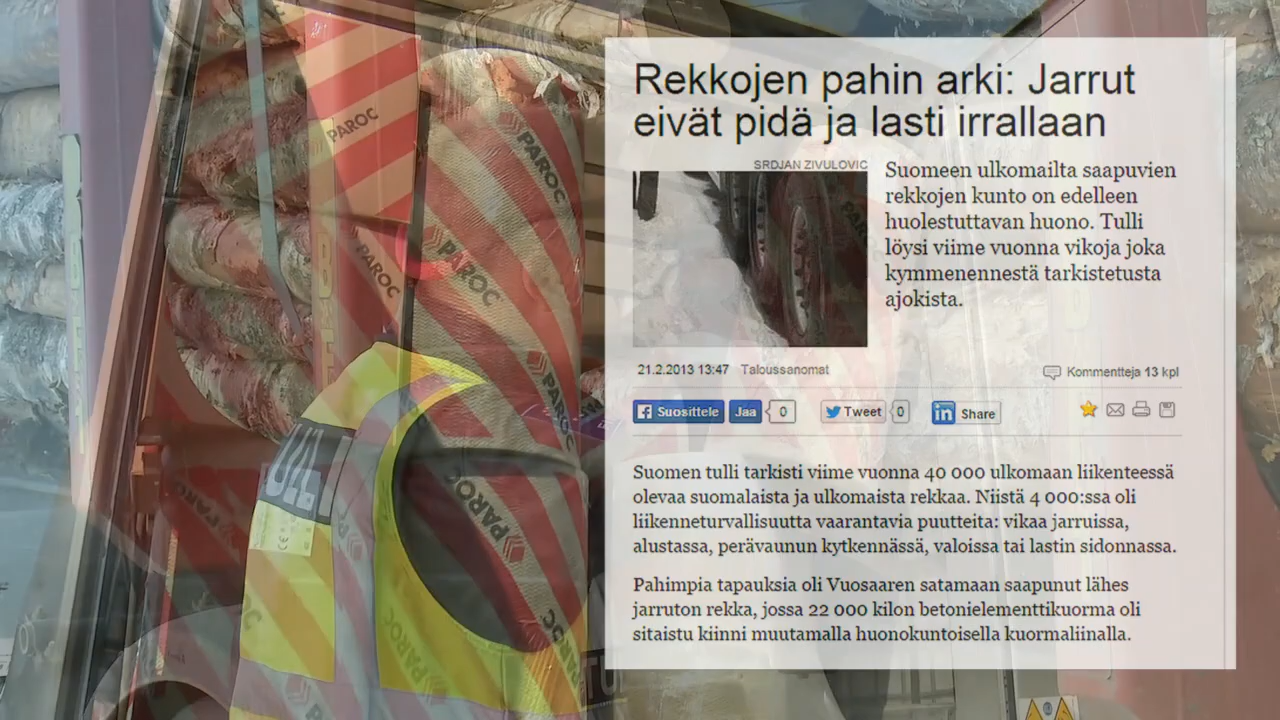 Rekkojen pahin arki: Jarrut
eivät pidä ja lasti irrallaan
SRDJAN ZIVULOVIC
Suomeen ulkomailta saapuvien
rekkojen kunto on edelleen
huolestuttavan huono. Tulli
löysi viime vuonna vikoja joka
kymmenennestä tarkistetusta
ajokista.
21.2.2013 13:47 Taloussanomat
Kommentteja 13 kpl
Suosittele Jaa 0 Tweet 0 in Share
Suomen tulli tarkisti viime vuonna 40 000 ulkomaan liikenteessä
olevaa suomalaista ja ulkomaista rekkaa. Niistä 4 000:ssa oli
liikenneturvallisuutta vaarantavia puutteita: vikaa jarruissa,
alustassa, perävaunun kytkennässä, valoissa tai lastin sidonnassa.
Pahimpia tapauksia oli Vuosaaren satamaan saapunut lähes
jarruton rekka, jossa 22 000 kilon betonielementtikuorma oli
sitaistu kiinni muutamalla huonokuntoisella kuormaliinalla.
PAROC
PAROC
PAROC
PAROC
PAROC
PAROC
PAROC